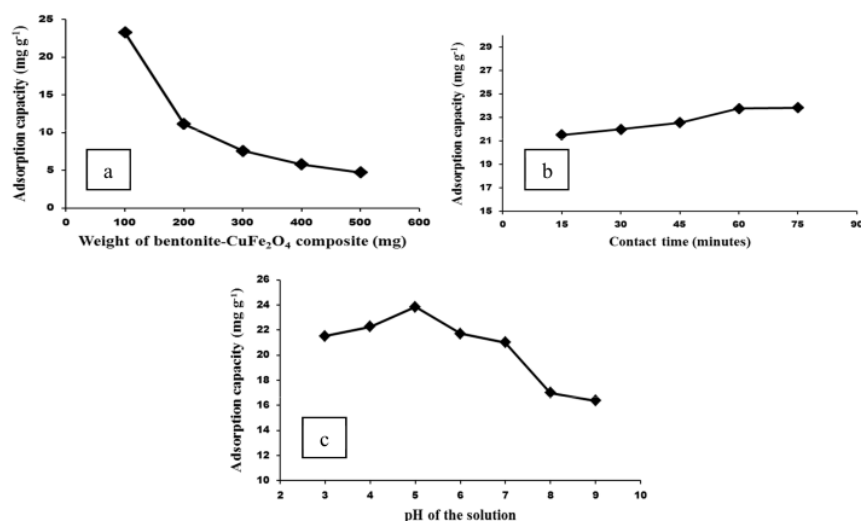 25
20
15
10
5
0
0 100 200 300 400 500 600
Adsorption capacity (mg g⁻¹)
a
Weight of bentonite-CuFe₂O₄ composite (mg)
29
27
25
23
21
19
17
15
0 15 30 45 60 75 90
Adsorption capacity (mg g⁻¹)
b
Contact time (minutes)
26
24
22
20
18
16
14
12
10
2 3 4 5 6 7 8 9 10
Adsorption capacity (mg g⁻¹)
c
pH of the solution